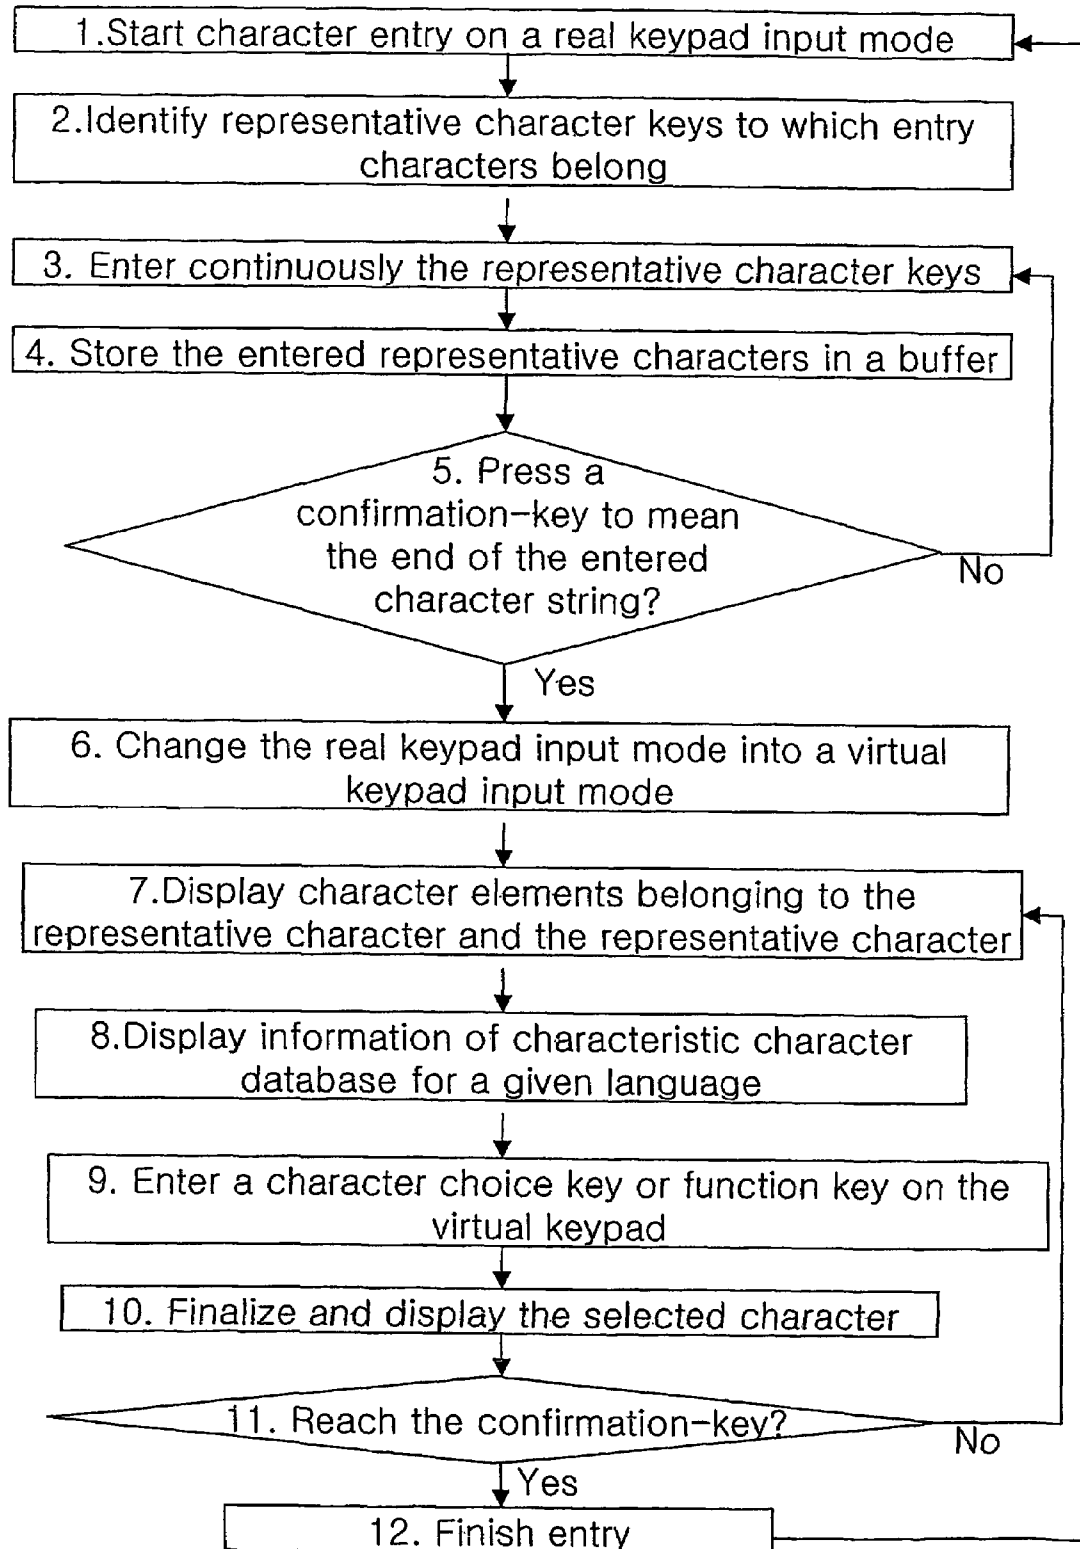 1.Start character entry on a real keypad input mode
2.Identify representative character keys to which entry
characters belong
3. Enter continuously the representative character keys
4. Store the entered representative characters in a buffer
5. Press a
confirmation-key to mean
the end of the entered
character string?
No
Yes
6. Change the real keypad input mode into a virtual
keypad input mode
7.Display character elements belonging to the
representative character and the representative character
8.Display information of characteristic character
database for a given language
9. Enter a character choice key or function key on the
virtual keypad
10. Finalize and display the selected character
11. Reach the confirmation-key?
No
Yes
12. Finish entry